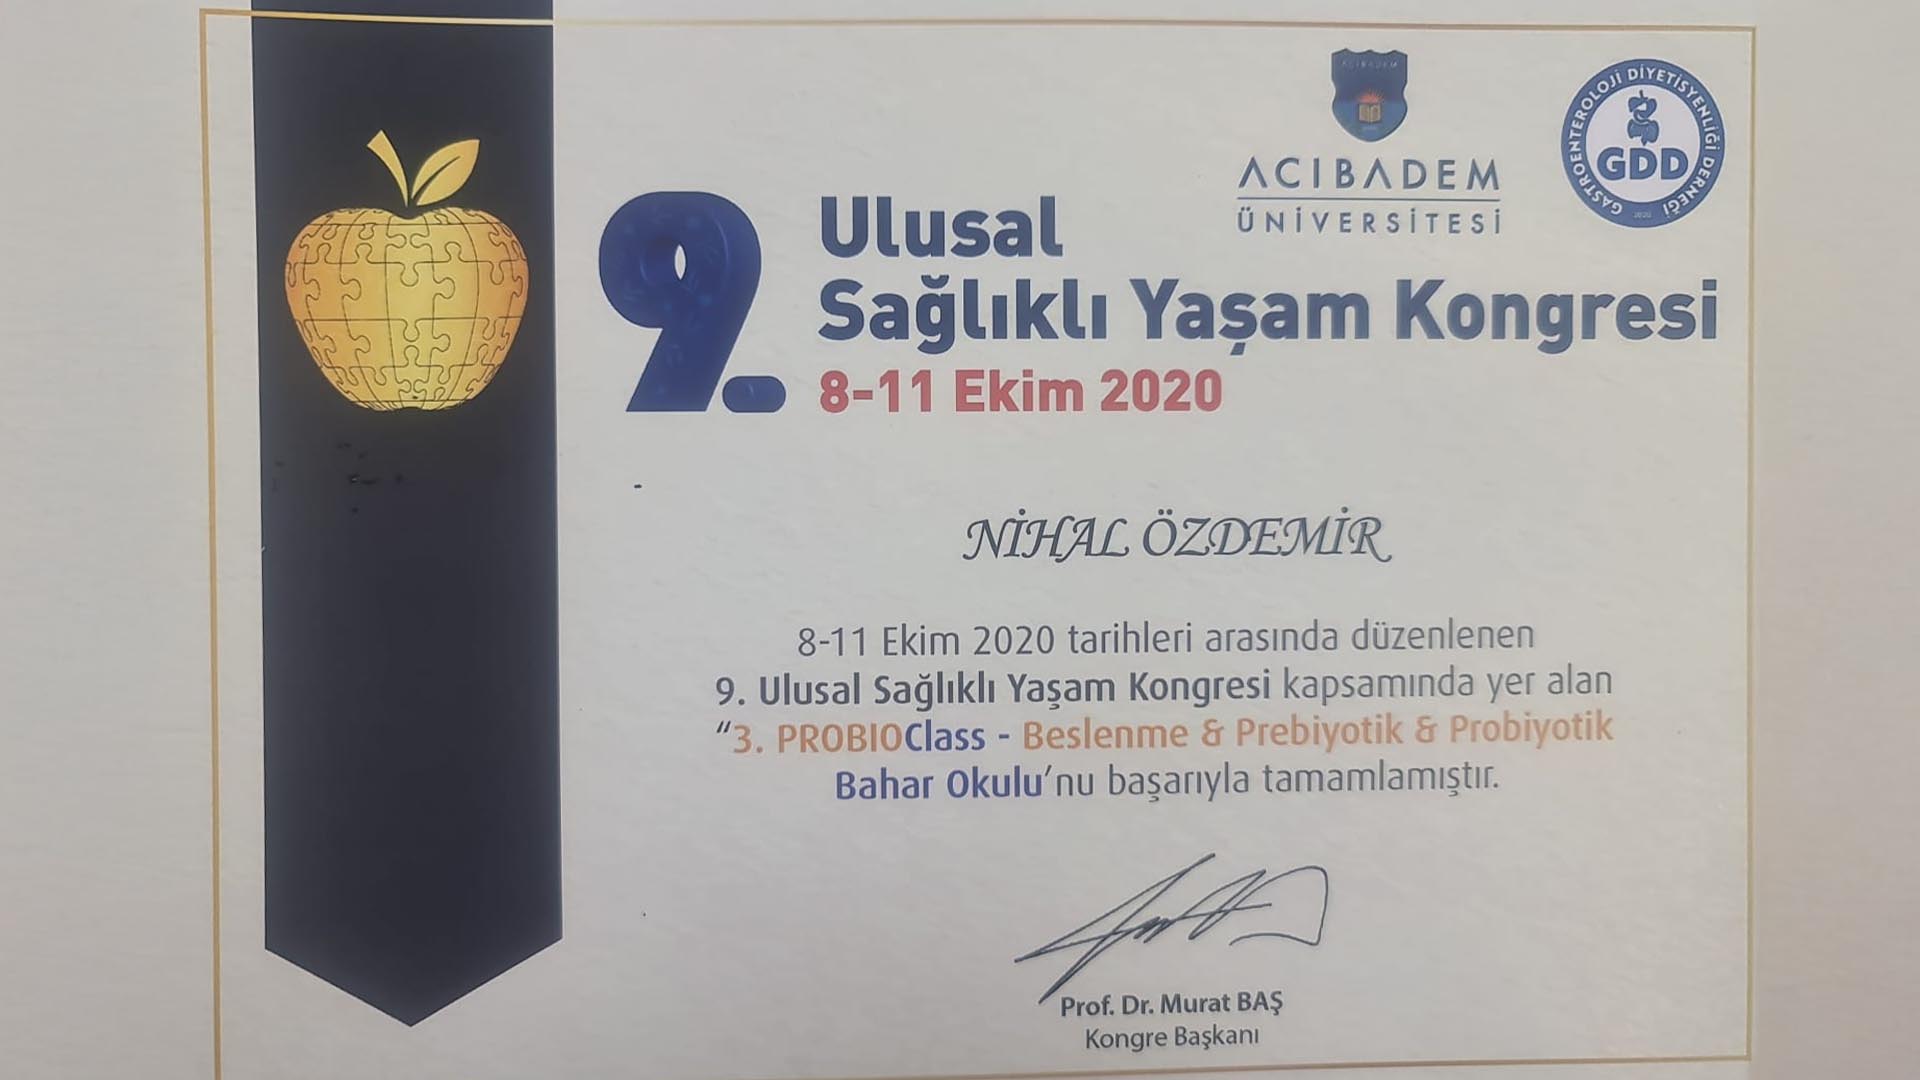 ACIBADEM
ACIBADEM
ÜNİVERSİTESİ
GASTROENTEROLOJİ DİYETİSYENLİĞİ DERNEĞİ
GDD
2020
9. Ulusal
Sağlıklı Yaşam Kongresi
8-11 Ekim 2020
NİHAL ÖZDEMİR
8-11 Ekim 2020 tarihleri arasında düzenlenen
9. Ulusal Sağlıklı Yaşam Kongresi kapsamında yer alan
“3. PROBIOClass - Beslenme & Prebiyotik & Probiyotik
Bahar Okulu’nu başarıyla tamamlamıştır.
Prof. Dr. Murat BAŞ
Kongre Başkanı